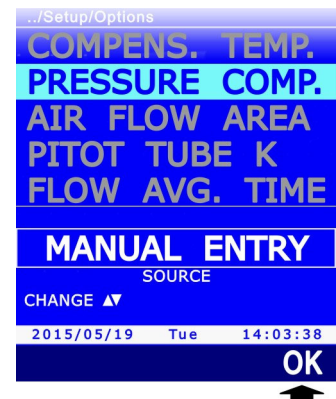 ../Setup/Options
COMPENS. TEMP.
PRESSURE COMP.
AIR FLOW AREA
PITOT TUBE K
FLOW AVG. TIME
MANUAL ENTRY
SOURCE
CHANGE ▲▼
2015/05/19 Tue 14:03:38
OK